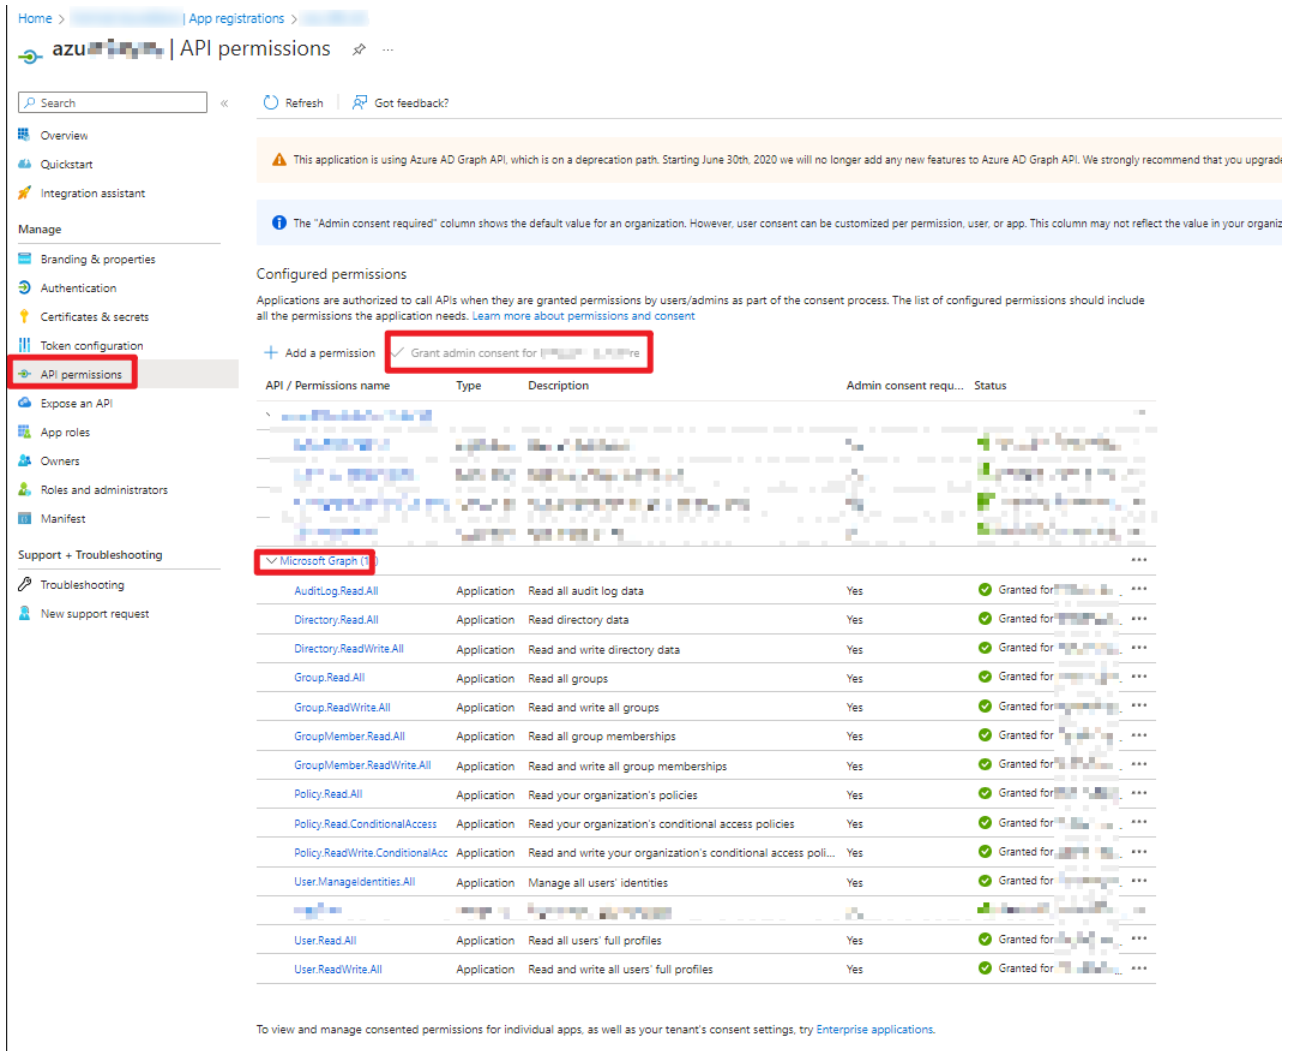 Home > | App registrations >
azu | API permissions ...
Search «
Refresh Got feedback?
Overview
Quickstart
Integration assistant
This application is using Azure AD Graph API, which is on a deprecation path. Starting June 30th, 2020 we will no longer add any new features to Azure AD Graph API. We strongly recommend that you upgrade
Manage
The "Admin consent required" column shows the default value for an organization. However, user consent can be customized per permission, user, or app. This column may not reflect the value in your organiz
Branding & properties
Authentication
Certificates & secrets
Token configuration
API permissions
Expose an API
App roles
Owners
Roles and administrators
Manifest
Support + Troubleshooting
Troubleshooting
New support request
Configured permissions
Applications are authorized to call APIs when they are granted permissions by users/admins as part of the consent process. The list of configured permissions should include
all the permissions the application needs. Learn more about permissions and consent
+ Add a permission Grant admin consent for
API / Permissions name Type Description Admin consent requ... Status
Microsoft Graph
AuditLog.Read.All Application Read all audit log data Yes Granted for ...
Directory.Read.All Application Read directory data Yes Granted for ...
Directory.ReadWrite.All Application Read and write directory data Yes Granted for ...
Group.Read.All Application Read all groups Yes Granted for ...
Group.ReadWrite.All Application Read and write all groups Yes Granted for ...
GroupMember.Read.All Application Read all group memberships Yes Granted for ...
GroupMember.ReadWrite.All Application Read and write all group memberships Yes Granted for ...
Policy.Read.All Application Read your organization's policies Yes Granted for ...
Policy.Read.ConditionalAccess Application Read your organization's conditional access policies Yes Granted for ...
Policy.ReadWrite.ConditionalAcc Application Read and write your organization's conditional access poli... Yes Granted for ...
User.ManageIdentities.All Application Manage all users' identities Yes Granted for ...
User.Read.All Application Read all users' full profiles Yes Granted for ...
User.ReadWrite.All Application Read and write all users' full profiles Yes Granted for ...
To view and manage consented permissions for individual apps, as well as your tenant's consent settings, try Enterprise applications.